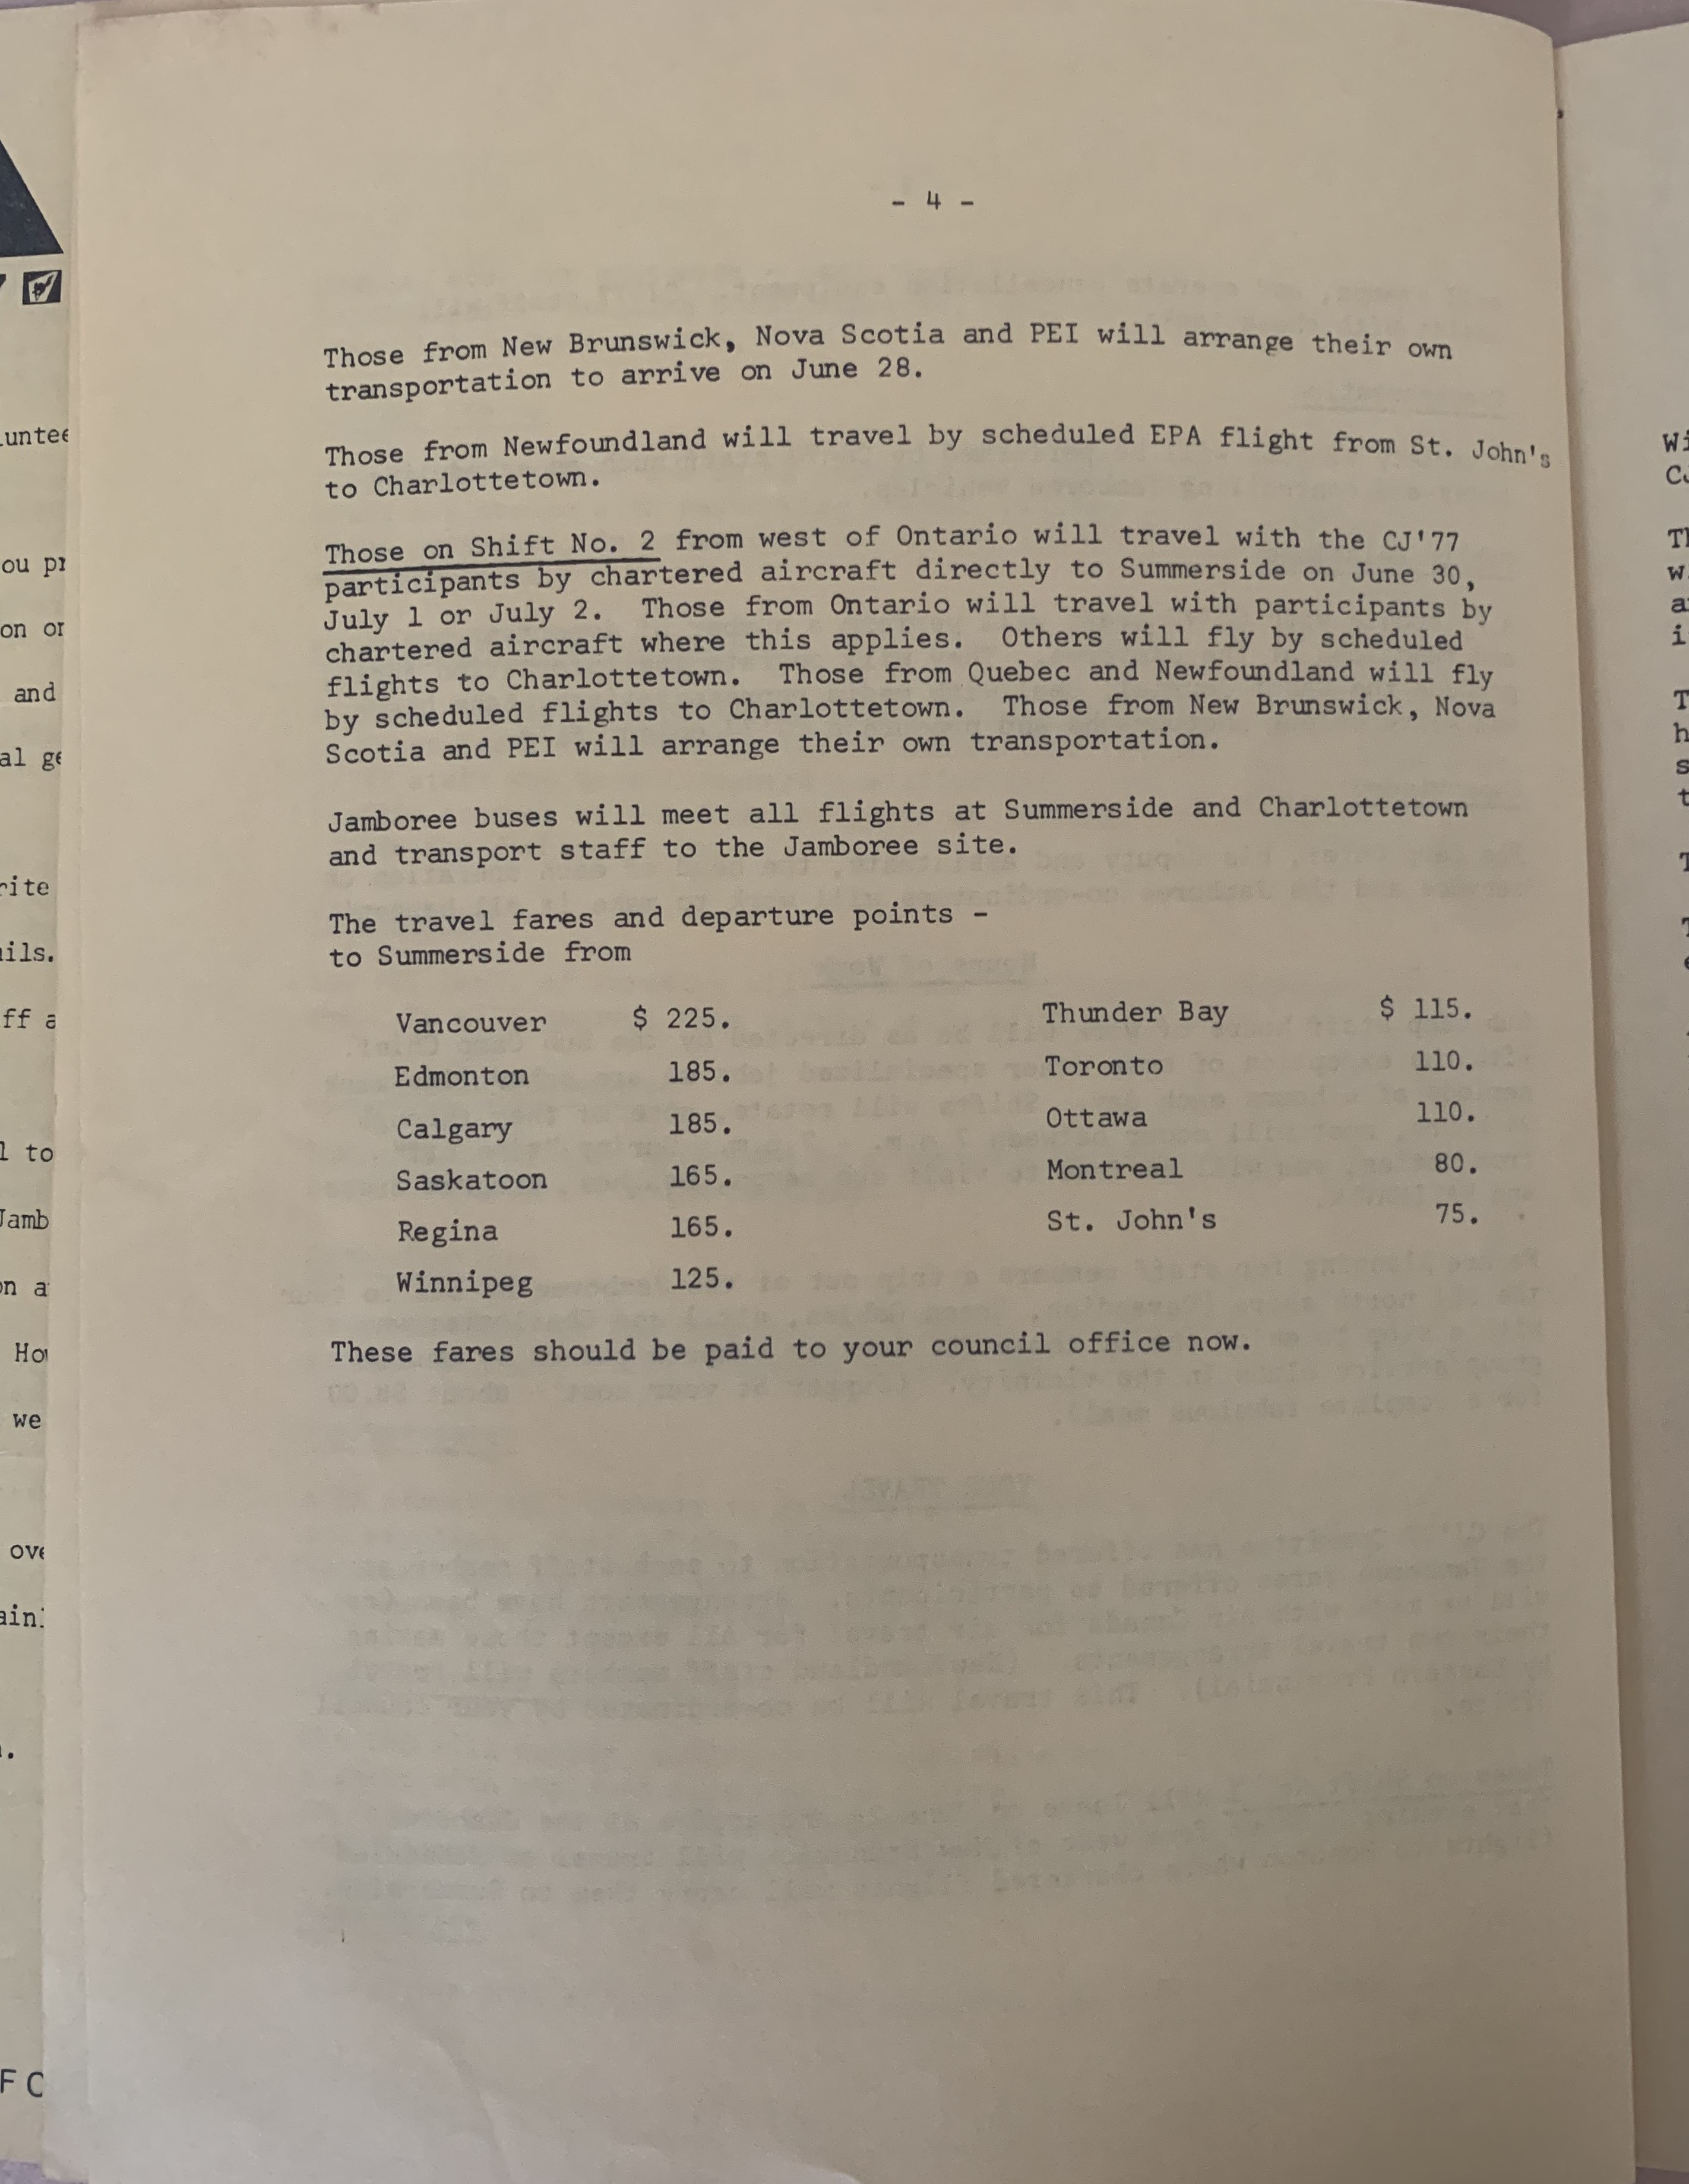 - 4 -
Those from New Brunswick, Nova Scotia and PEI will arrange their own
transportation to arrive on June 28.
Those from Newfoundland will travel by scheduled EPA flight from St. John's
to Charlottetown.
Those on Shift No. 2 from west of Ontario will travel with the CJ'77
participants by chartered aircraft directly to Summerside on June 30,
July 1 or July 2. Those from Ontario will travel with participants by
chartered aircraft where this applies. Others will fly by scheduled
flights to Charlottetown. Those from Quebec and Newfoundland will fly
by scheduled flights to Charlottetown. Those from New Brunswick, Nova
Scotia and PEI will arrange their own transportation.
Jamboree buses will meet all flights at Summerside and Charlottetown
and transport staff to the Jamboree site.
The travel fares and departure points -
to Summerside from
Vancouver $ 225. Thunder Bay $ 115.
Edmonton 185. Toronto 110.
Calgary 185. Ottawa 110.
Saskatoon 165. Montreal 80.
Regina 165. St. John's 75.
Winnipeg 125.
These fares should be paid to your council office now.